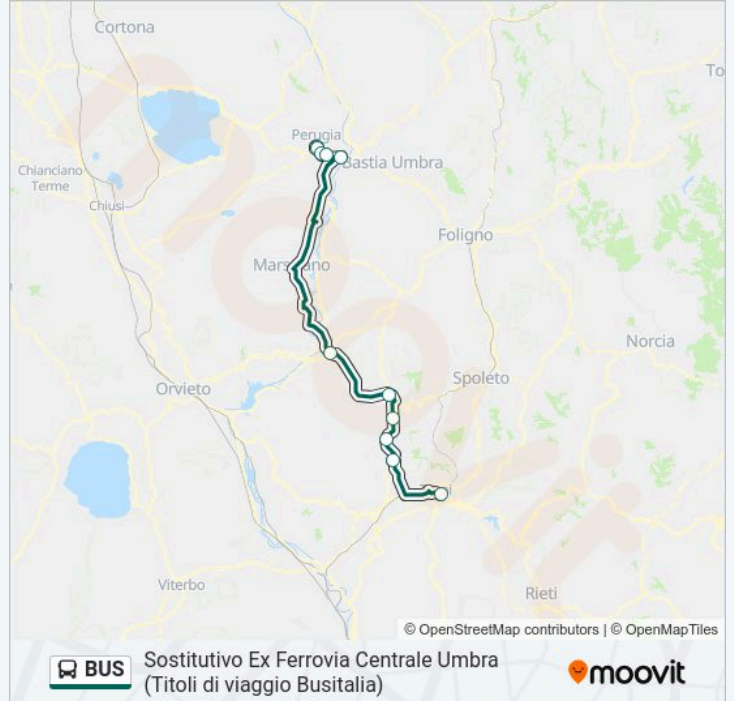 Cortona
To
Perugia
Bastia Umbra
Chianciano
Terme
Chiusi
Foligno
Norcia
Spoleto
Orvieto
Viterbo
Rieti
moovit
© OpenStreetMap contributors | © OpenMapTiles
BUS
Sostitutivo Ex Ferrovia Centrale Umbra
(Titoli di viaggio Busitalia)
moovit